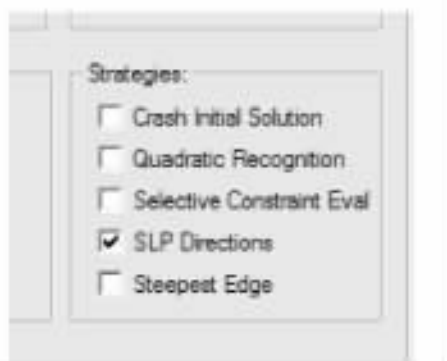 Strategies:
Crash Initial Solution
Quadratic Recognition
Selective Constraint Eval
SLP Directions
Steepest Edge